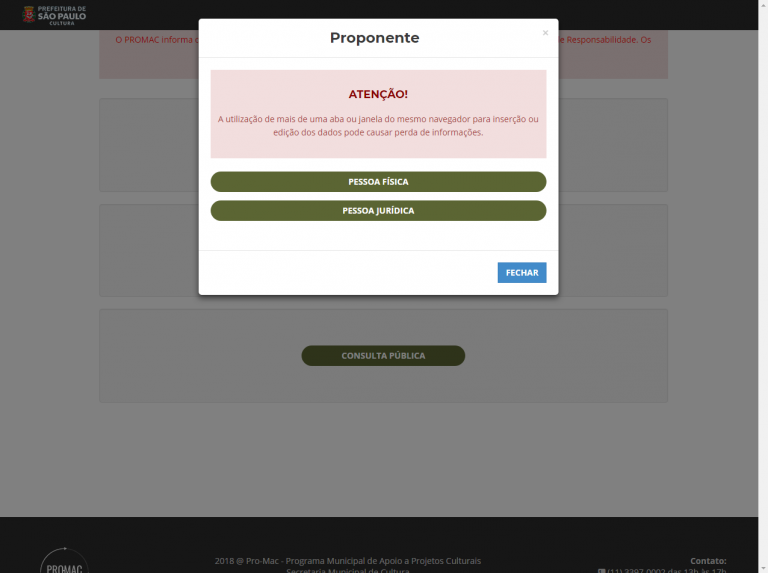 PREFEITURA DE
SÃO PAULO
CULTURA
Proponente
×
O PROMAC informa
de Responsabilidade. Os
ATENÇÃO!
A utilização de mais de uma aba ou janela do mesmo navegador para inserção ou
edição dos dados pode causar perda de informações.
PESSOA FÍSICA
PESSOA JURÍDICA
FECHAR
CONSULTA PÚBLICA
PROMAC
2018 @ Pro-Mac - Programa Municipal de Apoio a Projetos Culturais
Secretaria Municipal de Cultura
Contato:
(11) 3397-0002 das 13h às 17h